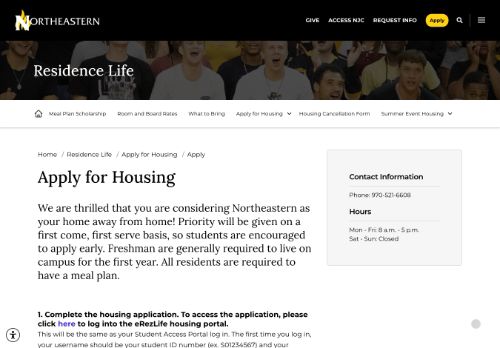 NORTHEASTERN
GIVE ACCESS NJC REQUEST INFO Apply
Residence Life
Meal Plan Scholarship Room and Board Rates What to Bring Apply for Housing Housing Cancellation Form Summer Event Housing
Home / Residence Life / Apply for Housing / Apply
Apply for Housing
We are thrilled that you are considering Northeastern as
your home away from home! Priority will be given on a
first come, first serve basis, so students are encouraged
to apply early. Freshman are generally required to live on
campus for the first year. All residents are required to
have a meal plan.
1. Complete the housing application. To access the application, please
click here to log into the eRezLife housing portal.
This will be the same as your Student Access Portal log in. The first time you log in,
your username should be your student ID number (ex. S01234567) and your
Contact Information
Phone: 970-521-6608
Hours
Mon - Fri: 8 a.m. - 5 p.m.
Sat - Sun: Closed